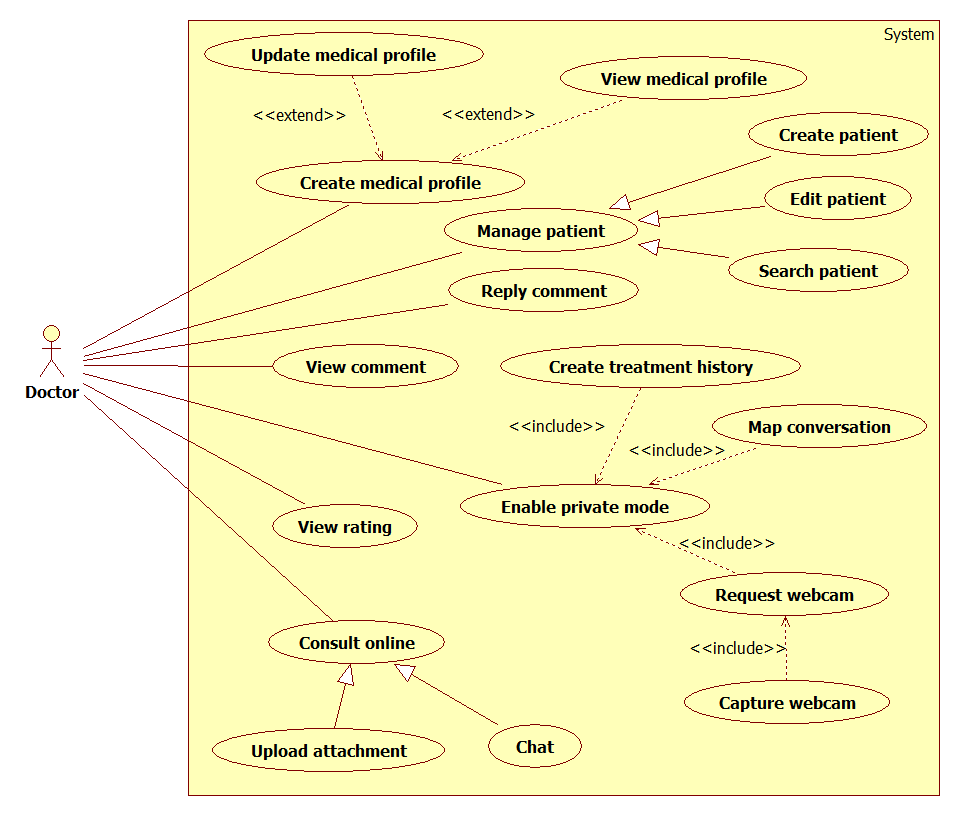 System
Update medical profile
View medical profile
<<extend>>
<<extend>>
Create patient
Create medical profile
Edit patient
Manage patient
Search patient
Reply comment
View comment
Create treatment history
Doctor
<<include>>
Map conversation
<<include>>
Enable private mode
View rating
<<include>>
Request webcam
Consult online
<<include>>
Capture webcam
Upload attachment
Chat